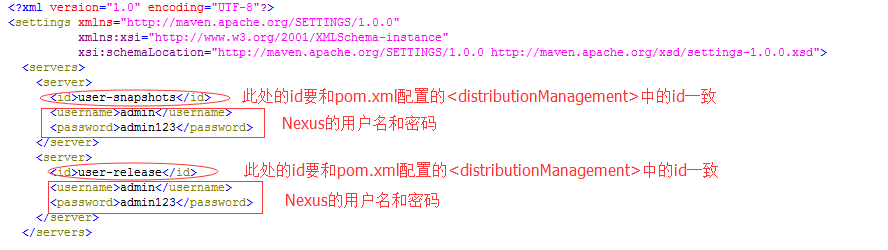 <?xml version="1.0" encoding="UTF-8"?>
<settings xmlns="http://maven.apache.org/SETTINGS/1.0.0"
xmlns:xsi="http://www.w3.org/2001/XMLSchema-instance"
xsi:schemaLocation="http://maven.apache.org/SETTINGS/1.0.0 http://maven.apache.org/xsd/settings-1.0.0.xsd">
<servers>
<server>
<id>user-snapshots</id> 此处的id要和pom.xml配置的<distributionManagement>中的id一致
<username>admin</username>
<password>admin123</password> Nexus的用户名和密码
</server>
<server>
<id>user-release</id> 此处的id要和pom.xml配置的<distributionManagement>中的id一致
<username>admin</username>
<password>admin123</password> Nexus的用户名和密码
</server>
</servers>